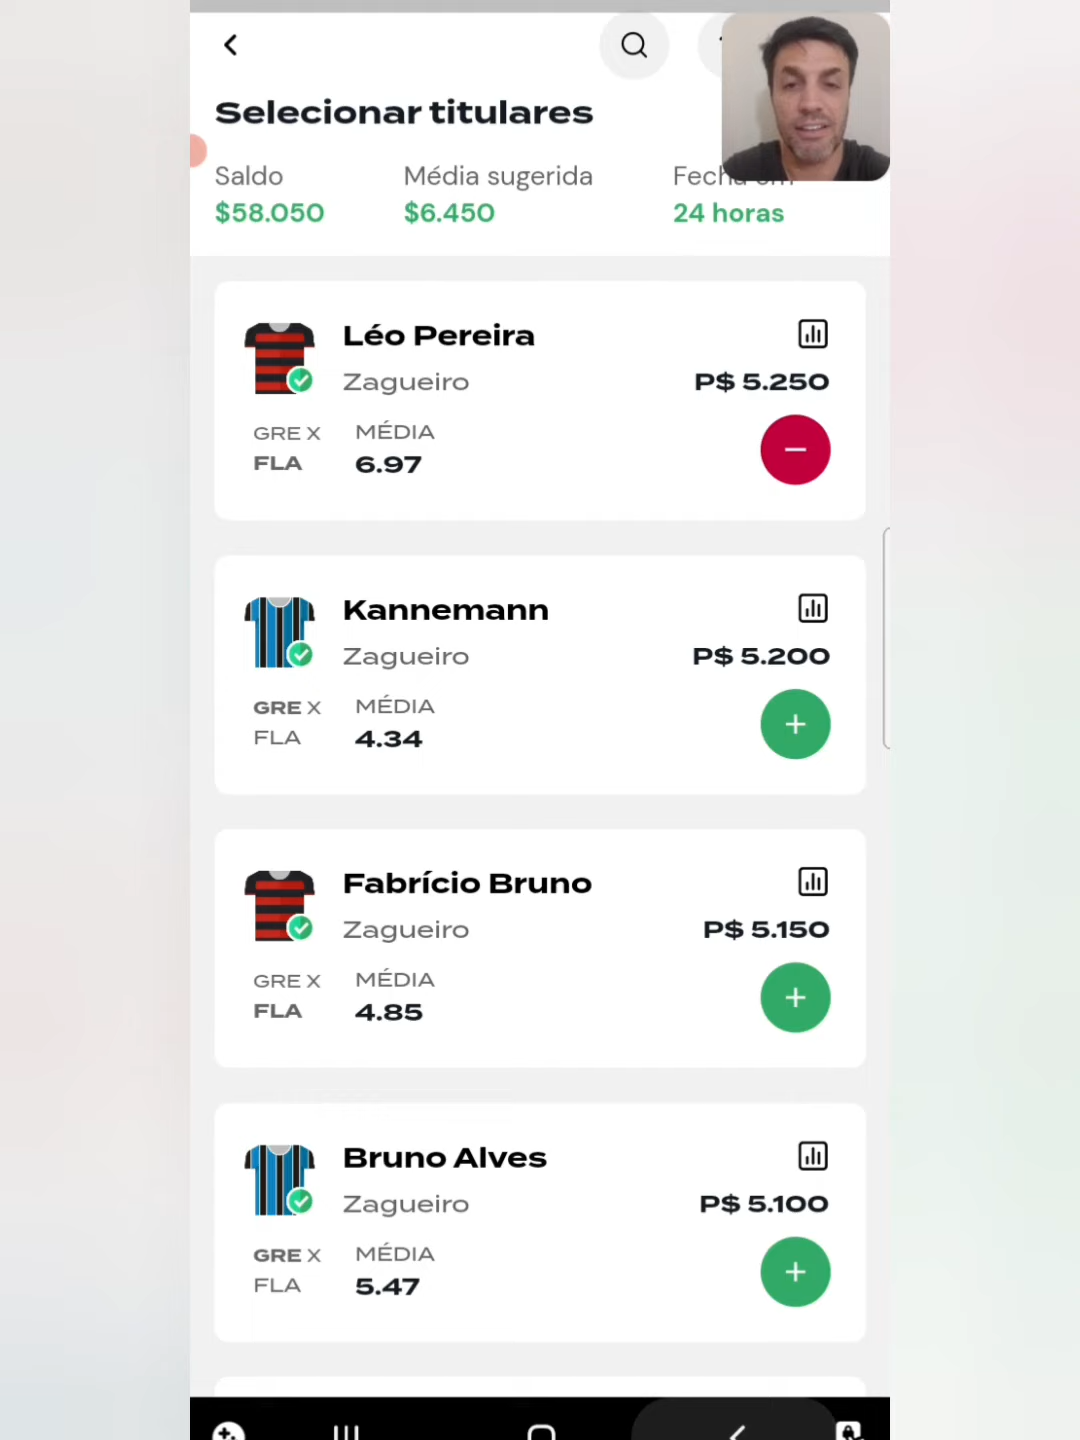 Selecionar titulares
Saldo
Média sugerida
$58.050
$6.450
24 horas
Léo Pereira
Zagueiro
P$ 5.250
GRE X
FLA
MÉDIA
6.97
Kannemann
Zagueiro
P$ 5.200
GRE X
FLA
MÉDIA
4.34
Fabrício Bruno
Zagueiro
P$ 5.150
GRE X
FLA
MÉDIA
4.85
Bruno Alves
Zagueiro
P$ 5.100
GRE X
FLA
MÉDIA
5.47